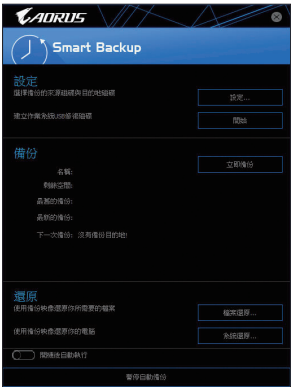 AORUS
Smart Backup
設定
選擇備份的來源磁碟與目的地磁碟
設定...
建立作業系統USB修復磁碟
開始
備份
立即備份
名稱:
剩餘空間:
最舊的備份:
最新的備份:
下一次備份: 沒有備份目的地!
還原
使用備份映像還原你所需要的檔案
檔案還原...
使用備份映像還原你的電腦
系統還原...
開機後自動執行
暫停自動備份